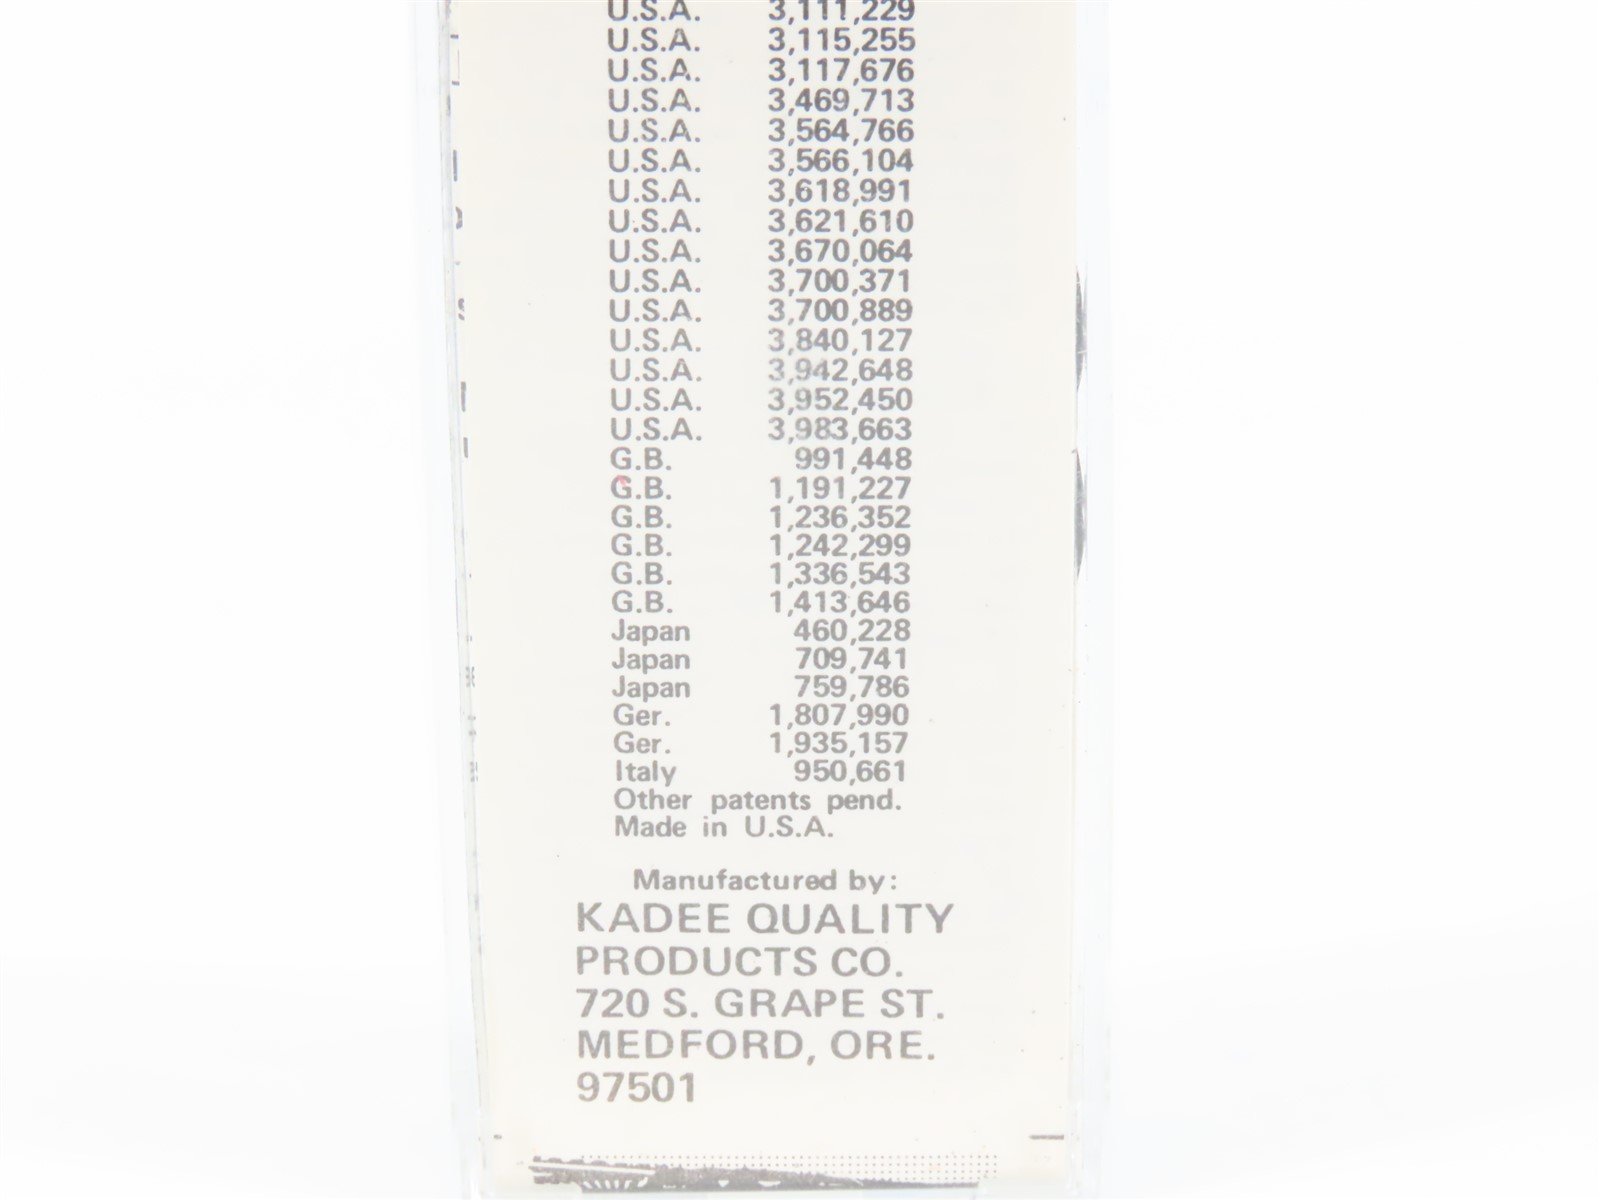 U.S.A. 3,111,229
U.S.A. 3,115,255
U.S.A. 3,117,676
U.S.A. 3,469,713
U.S.A. 3,564,766
U.S.A. 3,566,104
U.S.A. 3,618,991
U.S.A. 3,621,610
U.S.A. 3,670,064
U.S.A. 3,700,371
U.S.A. 3,700,889
U.S.A. 3,840,127
U.S.A. 3,942,648
U.S.A. 3,952,450
U.S.A. 3,983,663
G.B. 991,448
G.B. 1,191,227
G.B. 1,236,352
G.B. 1,242,299
G.B. 1,336,543
G.B. 1,413,646
Japan 460,228
Japan 709,741
Japan 759,786
Ger. 1,807,990
Ger. 1,935,157
Italy 950,661
Other patents pend.
Made in U.S.A.
Manufactured by:
KADEE QUALITY
PRODUCTS CO.
720 S. GRAPE ST.
MEDFORD, ORE.
97501